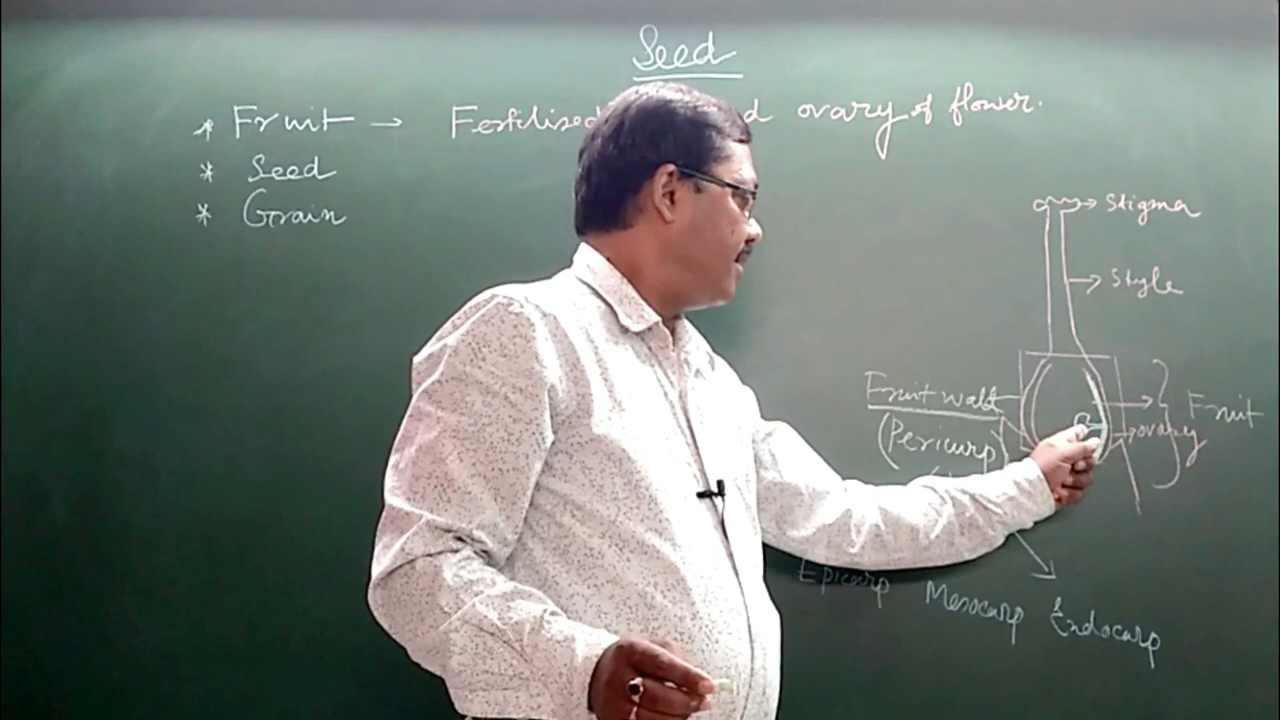 Seed
* Fruit → Fertilised d ovary of flower.
* Seed
* Grain
Stigma
Style
Fruit wall
(Pericarp)
Fruit
ovary
Epicarp Mesocarp Endocarp